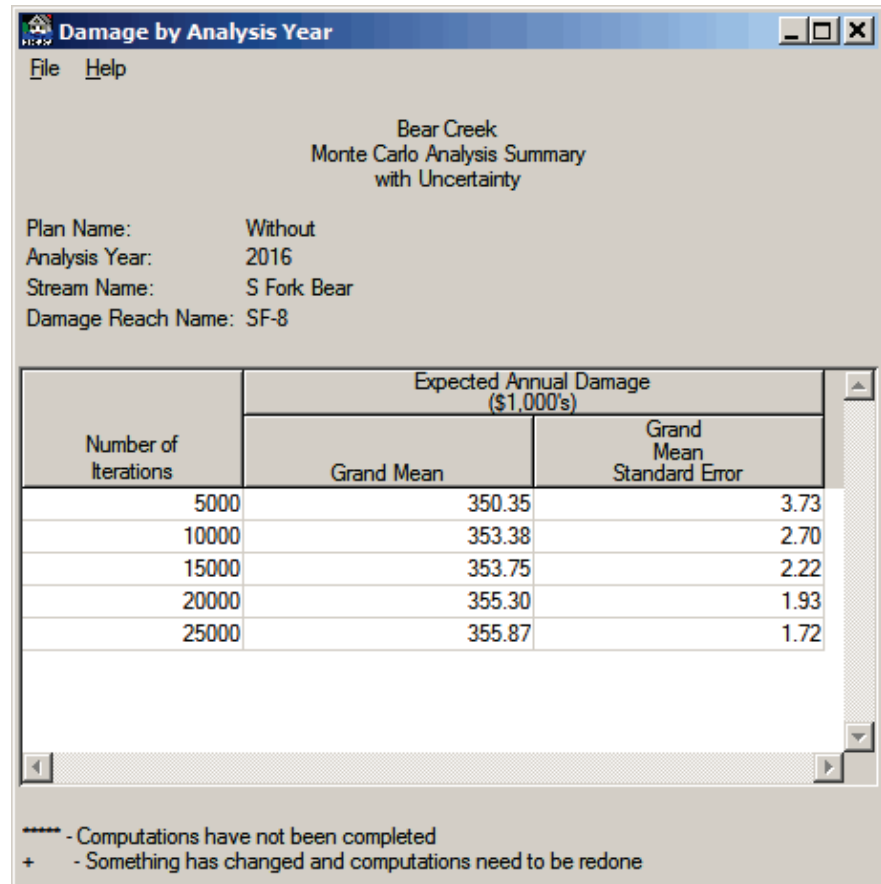 Damage by Analysis Year
File Help
Bear Creek
Monte Carlo Analysis Summary
with Uncertainty
Plan Name: Without
Analysis Year: 2016
Stream Name: S Fork Bear
Damage Reach Name: SF-8
Expected Annual Damage
($1,000's)
Number of
Iterations
Grand Mean
Grand
Mean
Standard Error
5000 350.35 3.73
10000 353.38 2.70
15000 353.75 2.22
20000 355.30 1.93
25000 355.87 1.72
***** - Computations have not been completed
+ - Something has changed and computations need to be redone